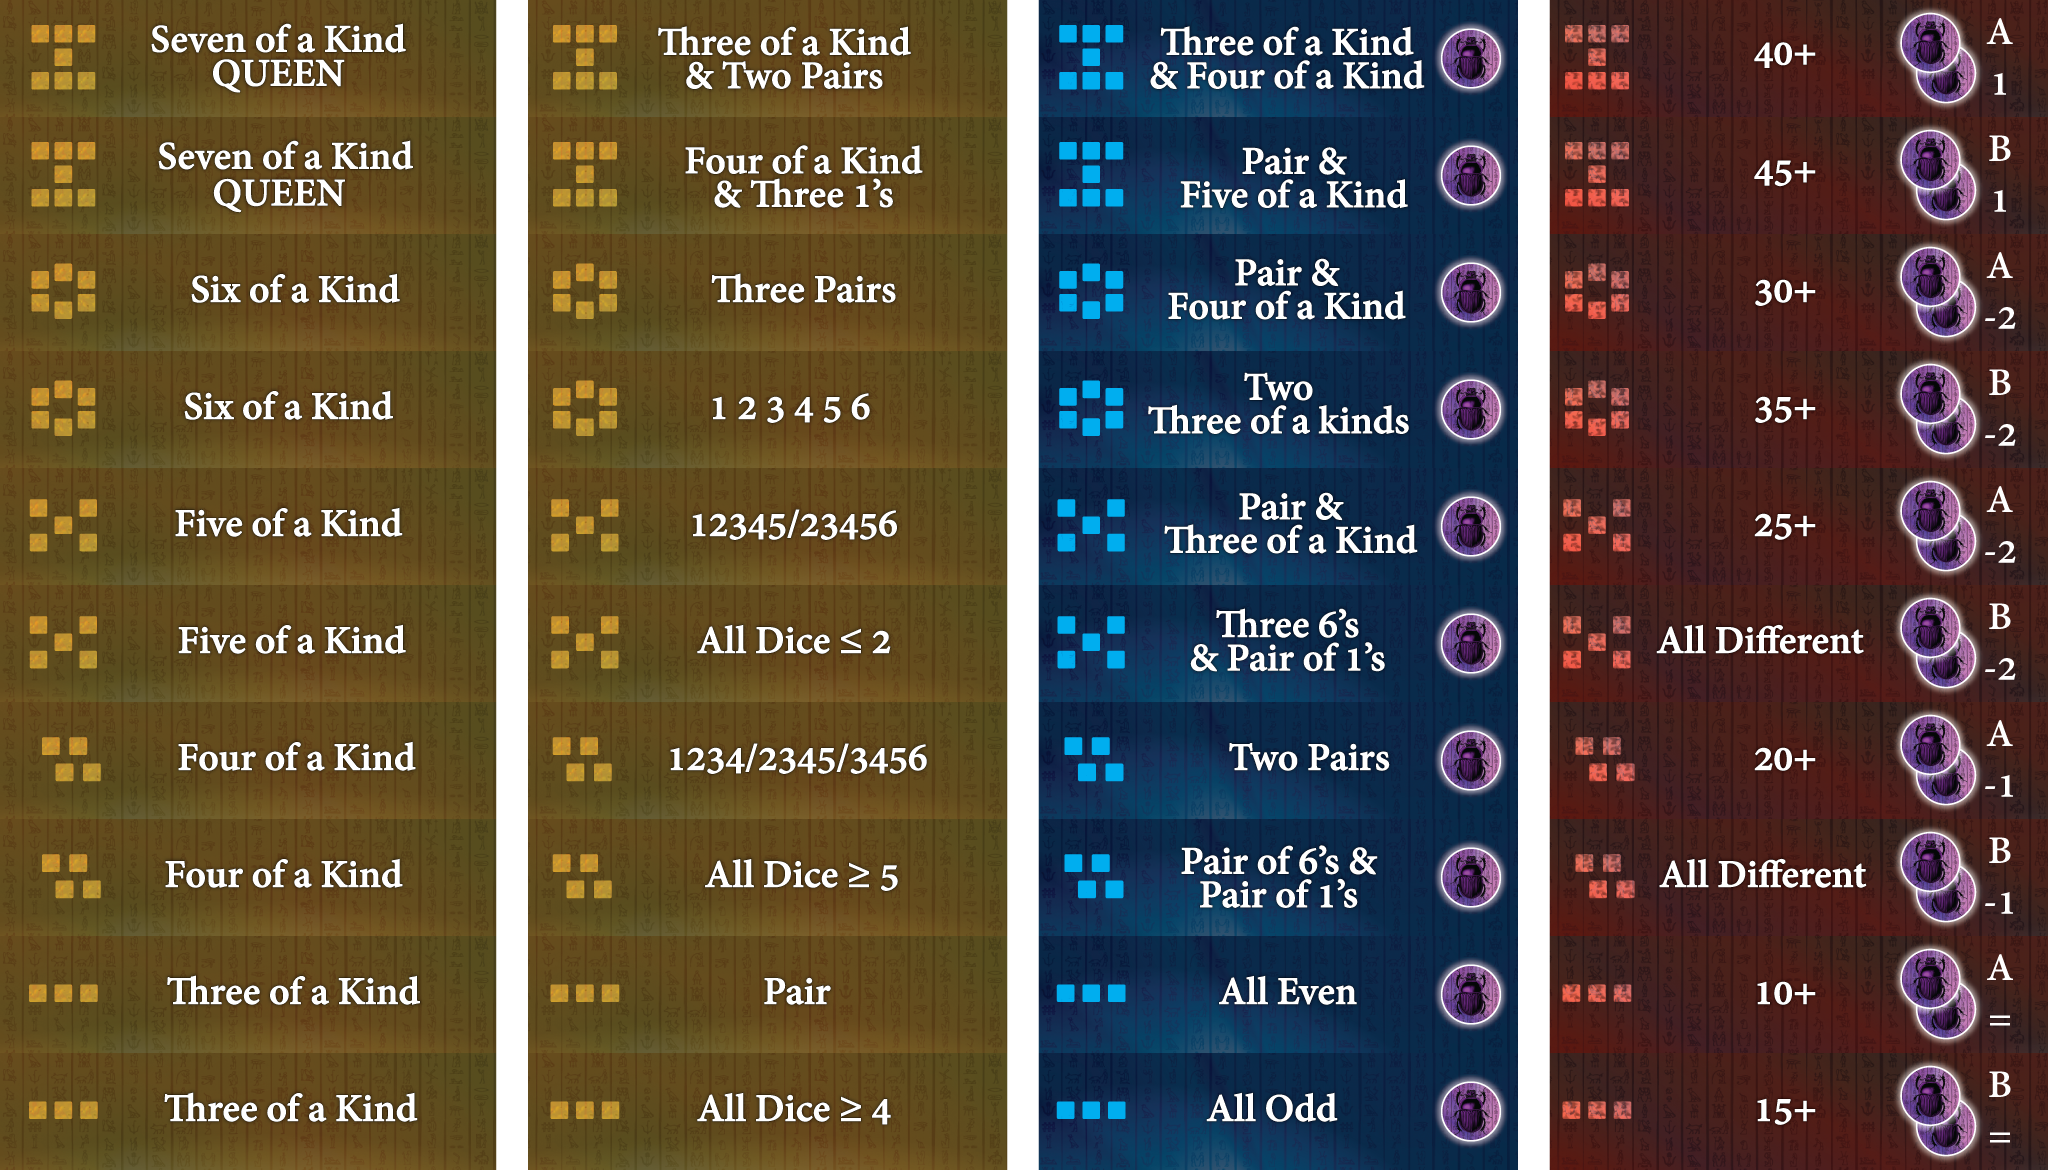 Seven of a Kind
QUEEN
Seven of a Kind
QUEEN
Six of a Kind
Six of a Kind
Five of a Kind
Five of a Kind
Four of a Kind
Four of a Kind
Three of a Kind
Three of a Kind
Three of a Kind
& Two Pairs
Four of a Kind
& Three 1's
Three Pairs
1 2 3 4 5 6
12345/23456
All Dice ≤ 2
1234/2345/3456
All Dice ≥ 5
Pair
All Dice ≥ 4
Three of a Kind
& Four of a Kind
Pair &
Five of a Kind
Pair &
Four of a Kind
Two
Three of a kinds
Pair &
Three of a Kind
Three 6's
& Pair of 1's
Two Pairs
Pair of 6's &
Pair of 1's
All Even
All Odd
40+
A
1
45+
B
1
30+
A
-2
35+
B
-2
25+
A
-2
All Different
B
-2
20+
A
-1
All Different
B
-1
10+
A
=
15+
B
=